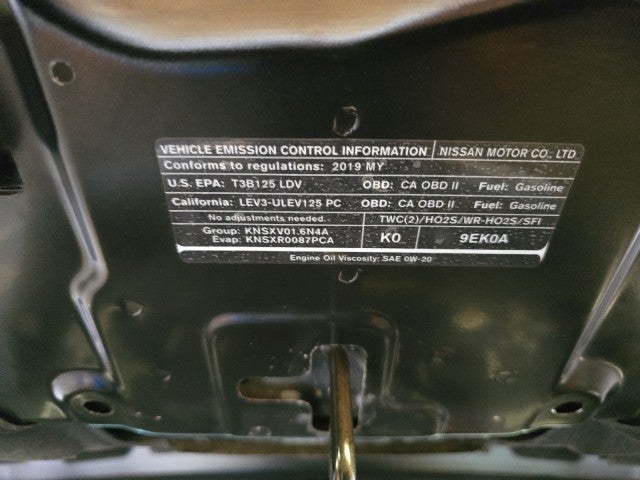 VEHICLE EMISSION CONTROL INFORMATION NISSAN MOTOR CO., LTD.
Conforms to regulations: 2019 MY
U.S. EPA: T3B125 LDV OBD: CA OBD II Fuel: Gasoline
California: LEV3-ULEV125 PC OBD: CA OBD II Fuel: Gasoline
No adjustments needed. TWC(2)/HO2S/WR-HO2S/SFI
Group: KNSXV01.6N4A
Evap: KNSXR0087PCA K0 9EK0A
Engine Oil Viscosity: SAE 0W-20